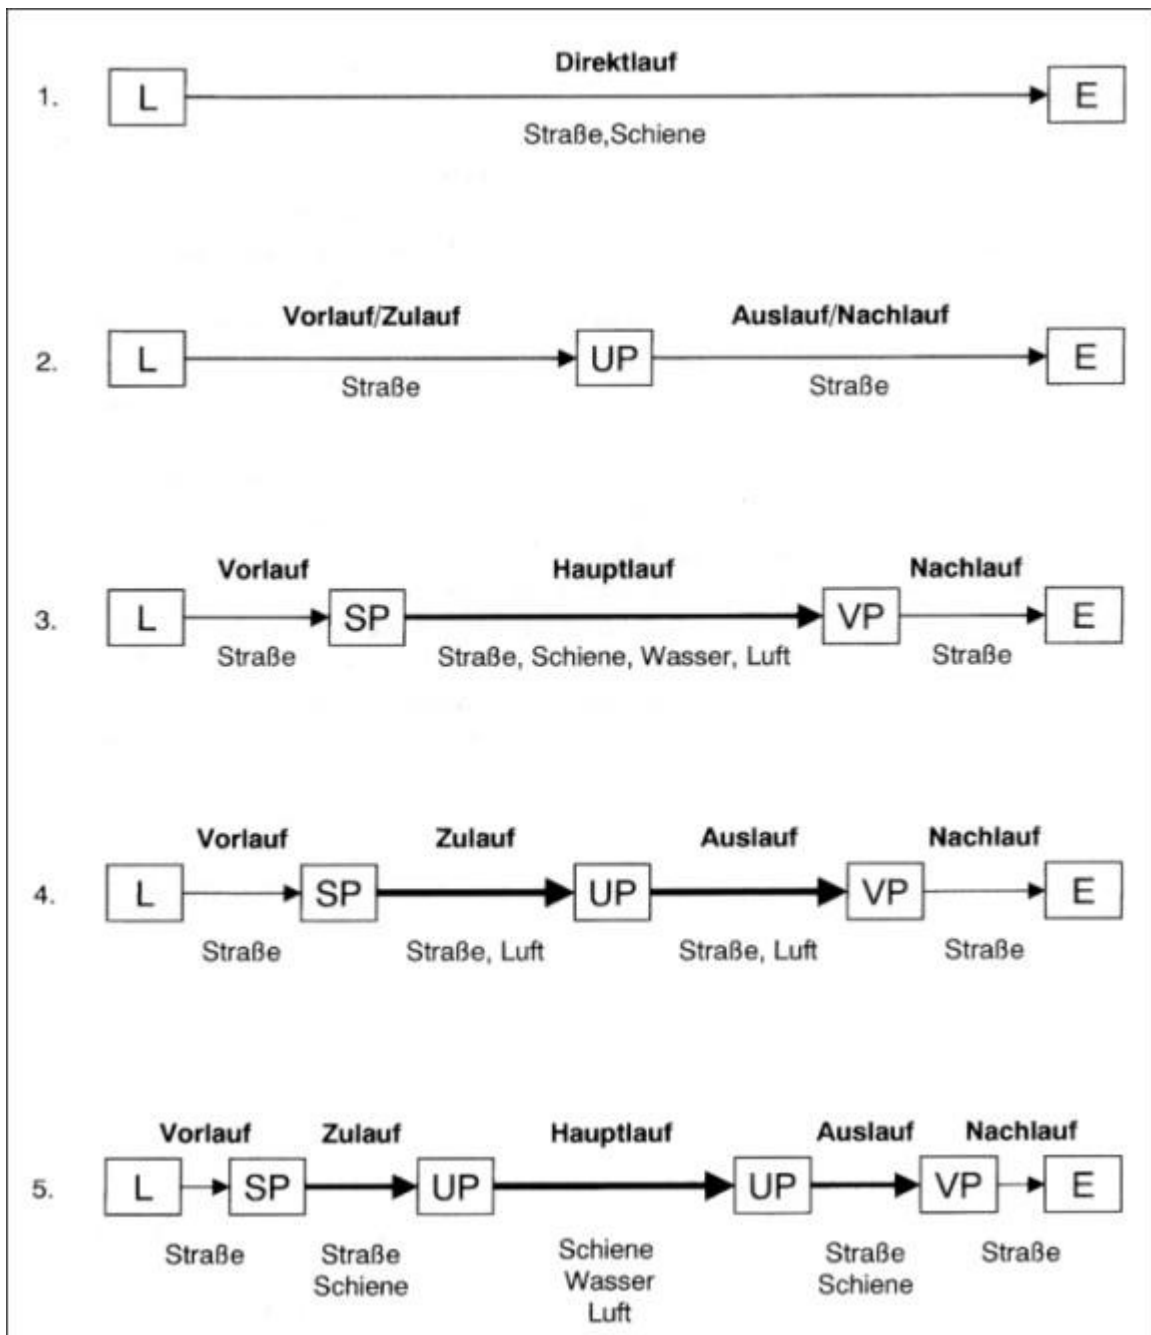 Direktlauf
1. L E
Straße,Schiene
Vorlauf/Zulauf Auslauf/Nachlauf
2. L UP E
Straße Straße
Vorlauf Hauptlauf Nachlauf
3. L SP VP E
Straße Straße, Schiene, Wasser, Luft Straße
Vorlauf Zulauf Auslauf Nachlauf
4. L SP UP VP E
Straße Straße, Luft Straße, Luft Straße
Vorlauf Zulauf Hauptlauf Auslauf Nachlauf
5. L SP UP UP VP E
Straße Straße Schiene Straße Straße
Schiene Wasser Schiene
Luft